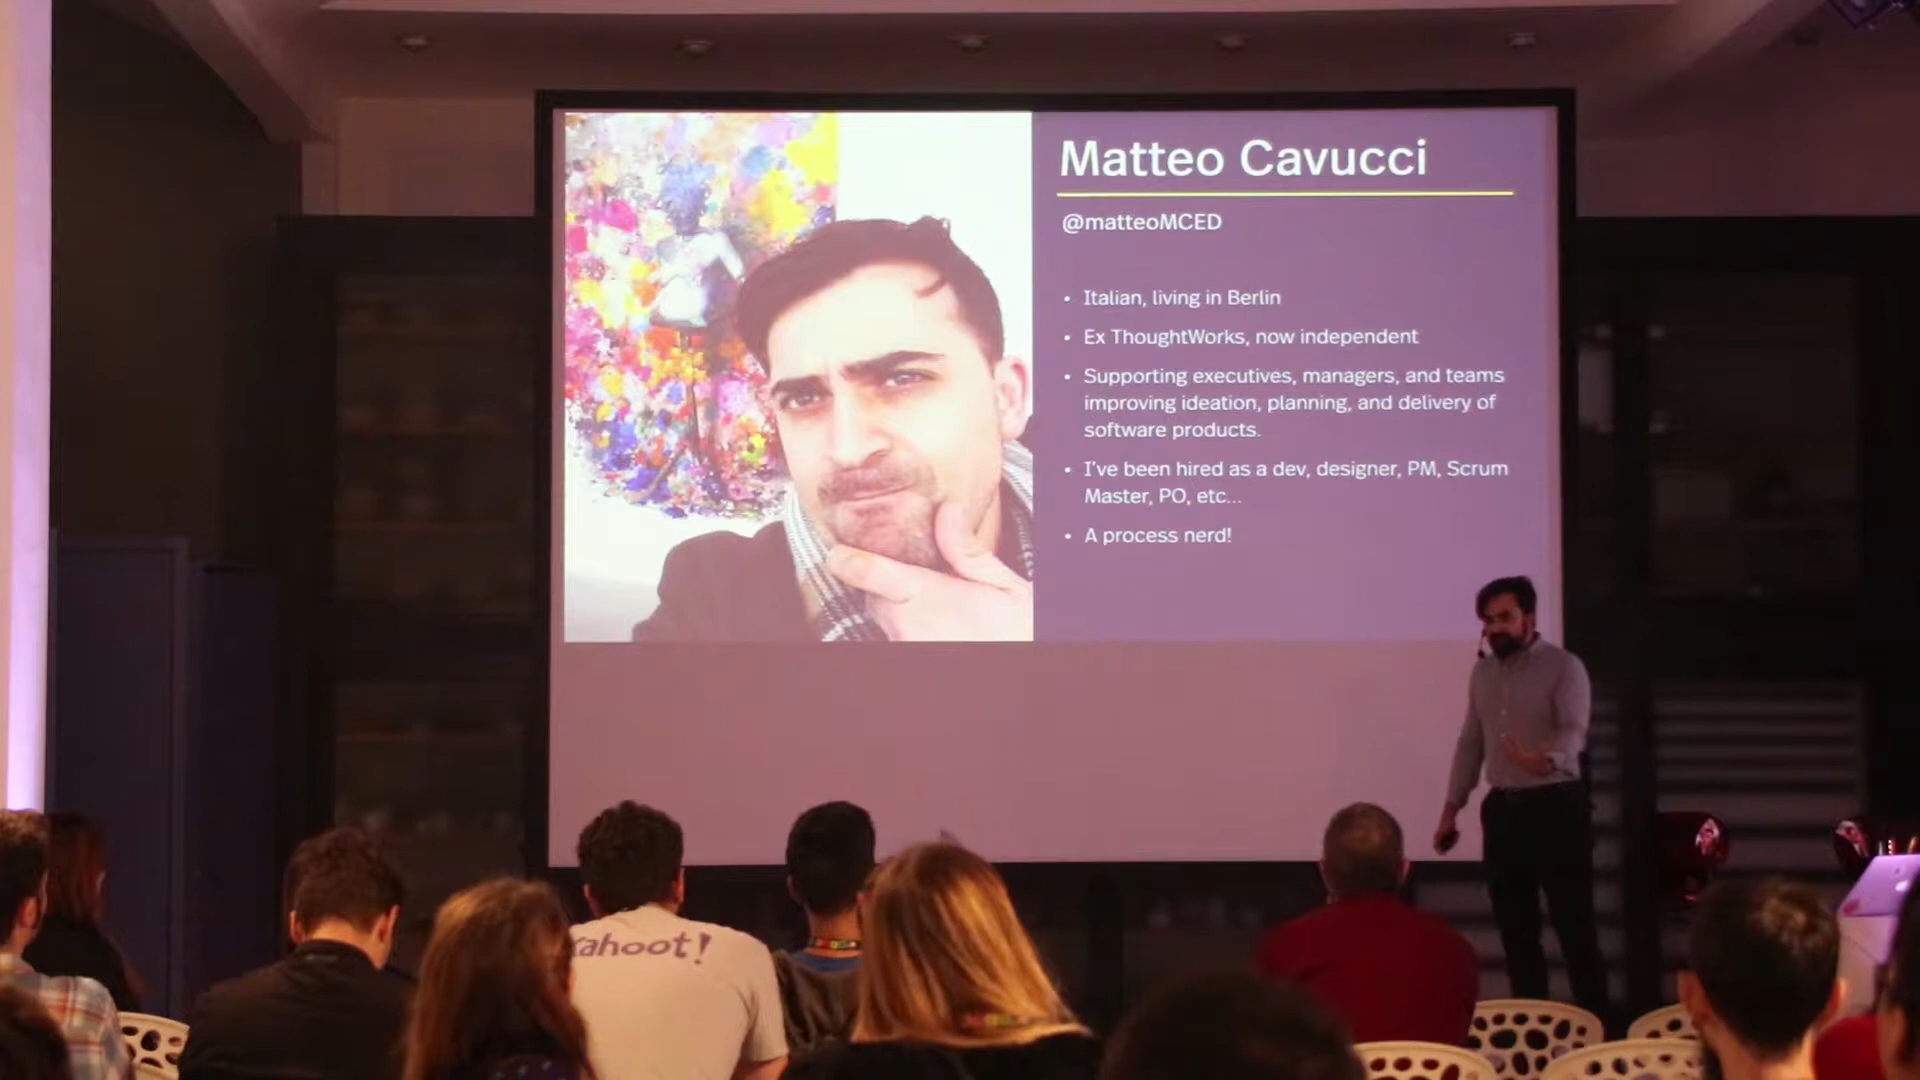 Matteo Cavucci
@matteoMCED
• Italian, living in Berlin
• Ex ThoughtWorks, now independent
• Supporting executives, managers, and teams
improving ideation, planning, and delivery of
software products.
• I've been hired as a dev, designer, PM, Scrum
Master, PO, etc...
• A process nerd!
Kahoot!